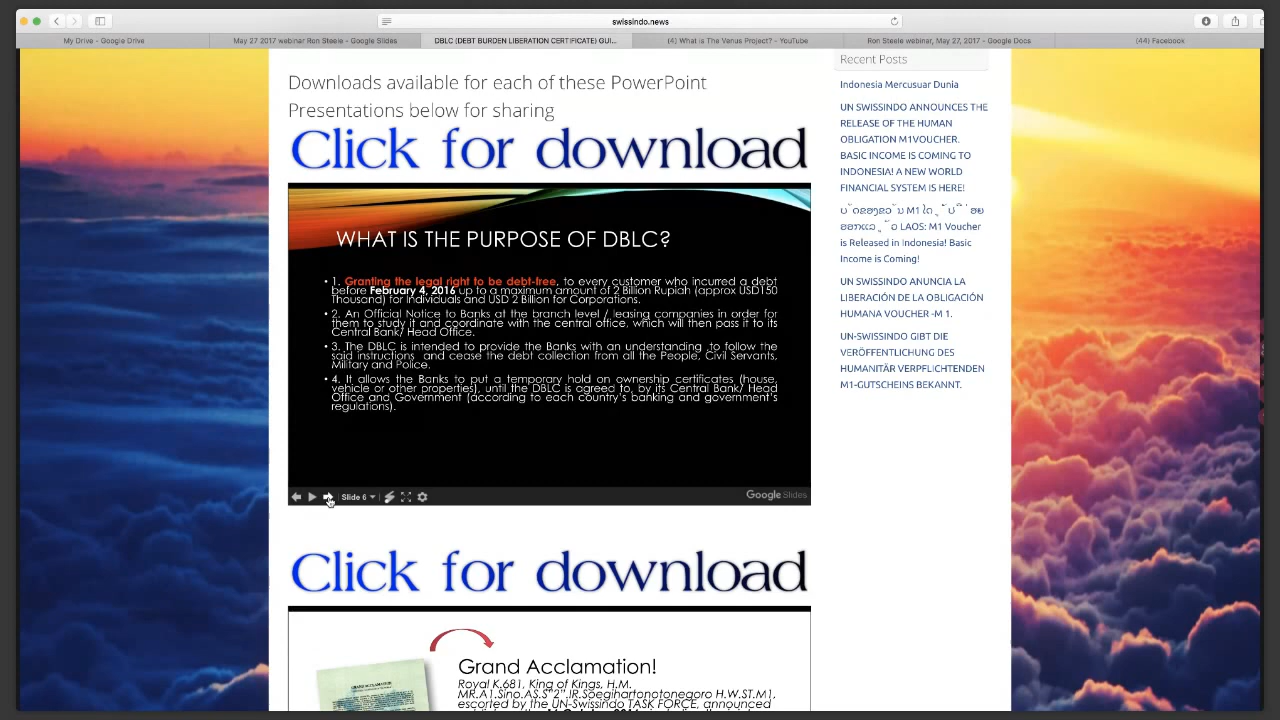 swissindo.news
My Drive - Google Drive
May 27 2017 webinar Ron Steele - Google Slides
DBLC (DEBT BURDEN LIBERATION CERTIFICATE) GUI...
(4) What is The Venus Project? - YouTube
Ron Steele webinar, May 27, 2017 - Google Docs
(44) Facebook
Downloads available for each of these PowerPoint
Presentations below for sharing
Click for download
WHAT IS THE PURPOSE OF DBLC?
• 1. Granting the legal right to be debt-free, to every customer who incurred a debt
before February 4, 2016 up to a maximum amount of 2 Billion Rupiah (approx USD150
Thousand) for Individuals and USD 2 Billion for Corporations.
• 2. An Official Notice to Banks at the branch level / leasing companies in order for
them to study it and coordinate with the central office, which will then pass it to its
Central Bank/ Head Office.
• 3. The DBLC is intended to provide the Banks with an understanding to follow the
said instructions and cease the debt collection from all the People, Civil Servants,
Military and Police.
• 4. It allows the Banks to put a temporary hold on ownership certificates (house,
vehicle or other properties), until the DBLC is agreed to, by its Central Bank/ Head
Office and Government (according to each country's banking and government's
regulations).
Slide 6
Google Slides
Click for download
Grand Acclamation!
Royal K.681, King of Kings, H.M.
MR.A1.Sino.AS.S"2".IR.Soegihartonotonegoro H.W.ST.M1,
escorted by the UN-Swissindo TASK FORCE, announced
Recent Posts
Indonesia Mercusuar Dunia
UN SWISSINDO ANNOUNCES THE
RELEASE OF THE HUMAN
OBLIGATION M1VOUCHER.
BASIC INCOME IS COMING TO
INDONESIA! A NEW WORLD
FINANCIAL SYSTEM IS HERE!
M1
LAOS: M1 Voucher
is Released in Indonesia! Basic
Income is Coming!
UN SWISSINDO ANUNCIA LA
LIBERACIÓN DE LA OBLIGACIÓN
HUMANA VOUCHER -M 1.
UN-SWISSINDO GIBT DIE
VERÖFFENTLICHUNG DES
HUMANITÄR VERPFLICHTENDEN
M1-GUTSCHEINS BEKANNT.